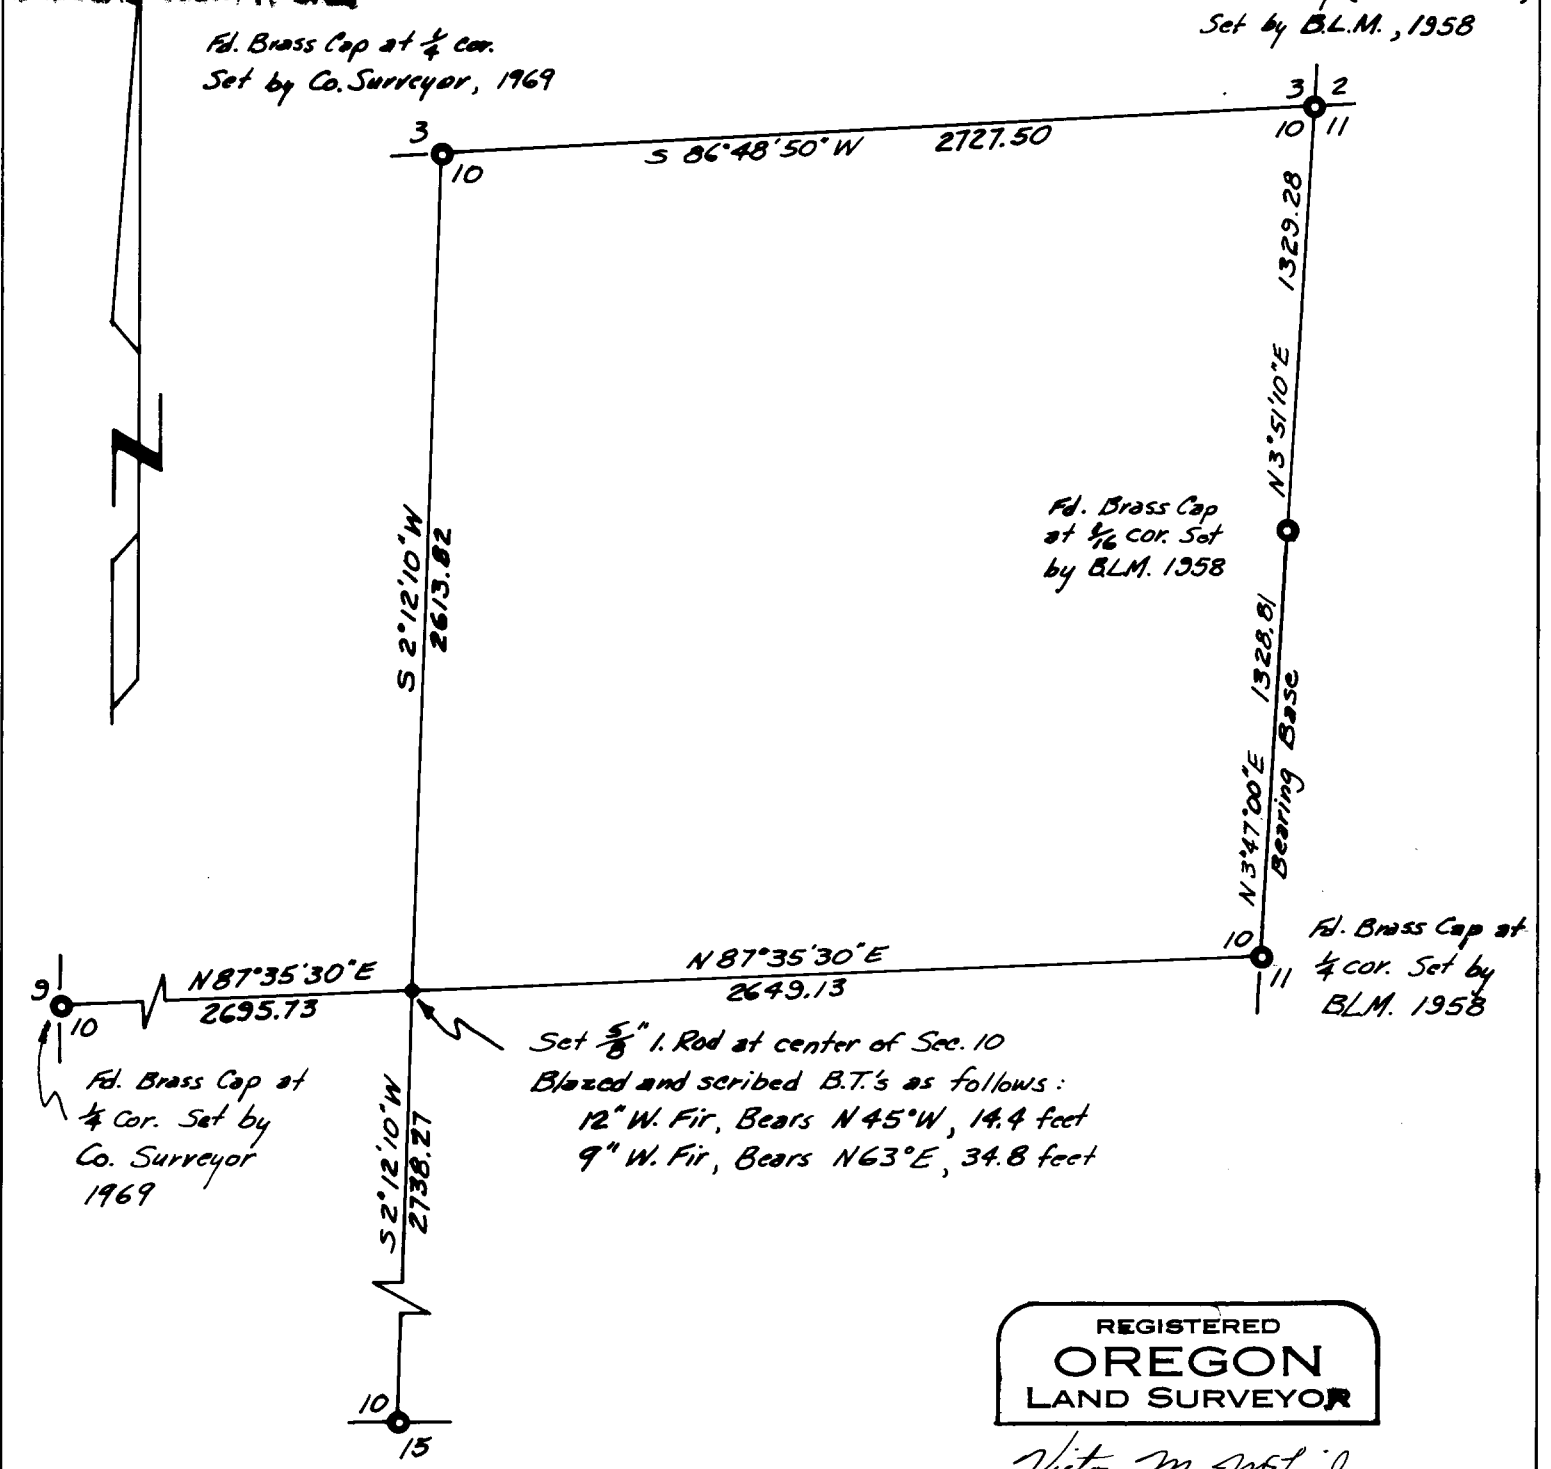 Set by B.L.M., 1958
Fd. Brass Cap at 1/4 cor.
Set by Co. Surveyor, 1969
3 2
10 11
3
10
S 86°48'50" W 2727.50
1329.28
N 3°51'10" E
S 2°12'10" W
2613.82
Fd. Brass Cap
at 1/16 cor. Set
by B.L.M. 1958
1328.81
N 3°47'00" E
Bearing Base
10
11
Fd. Brass Cap at
1/4 cor. Set by
BLM. 1958
9
10
N 87°35'30" E
2695.73
N 87°35'30" E
2649.13
Fd. Brass Cap at
1/4 cor. Set by
Co. Surveyor
1969
Set 5/8" I. Rod at center of Sec. 10
Blazed and scribed B.T.'s as follows:
12" W. Fir, Bears N 45° W, 14.4 feet
9" W. Fir, Bears N 63° E, 34.8 feet
S 2°12'10" W
2738.27
10
15
REGISTERED
OREGON
LAND SURVEYOR